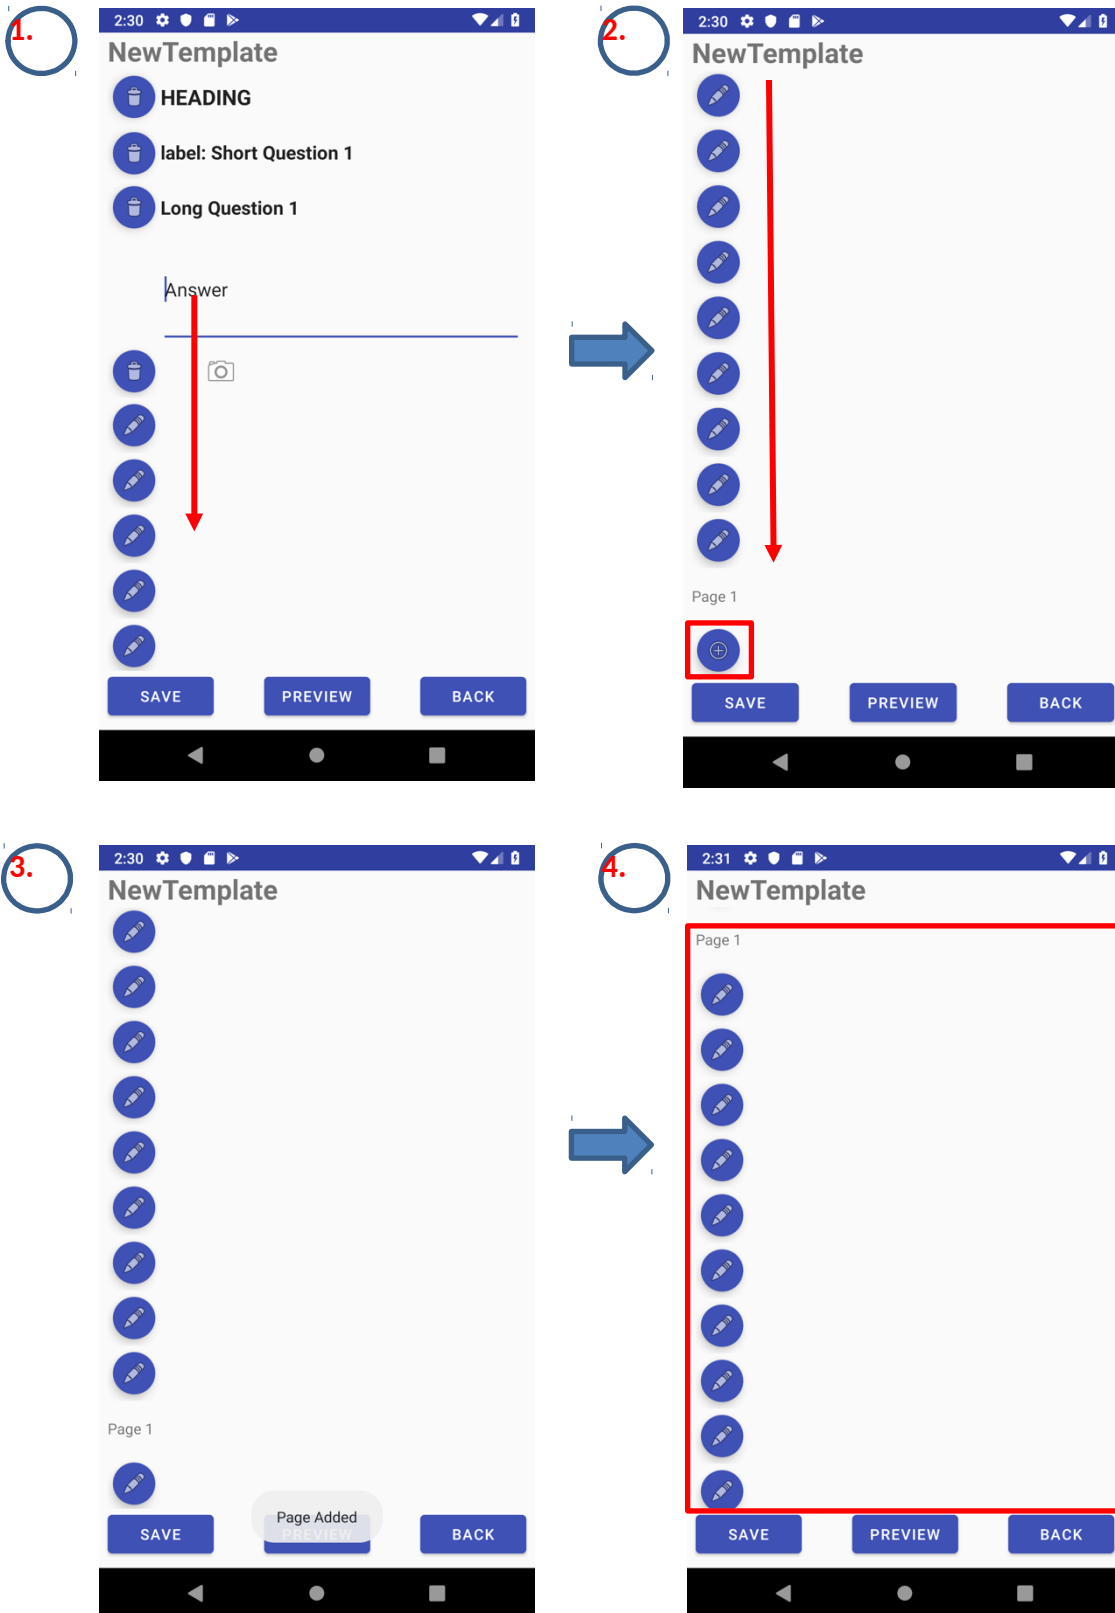 1.
2:30
NewTemplate
HEADING
label: Short Question 1
Long Question 1
Answer
SAVE PREVIEW BACK
2.
2:30
NewTemplate
Page 1
SAVE PREVIEW BACK
3.
2:30
NewTemplate
Page 1
Page Added
SAVE PREVIEW BACK
4.
2:31
NewTemplate
Page 1
SAVE PREVIEW BACK